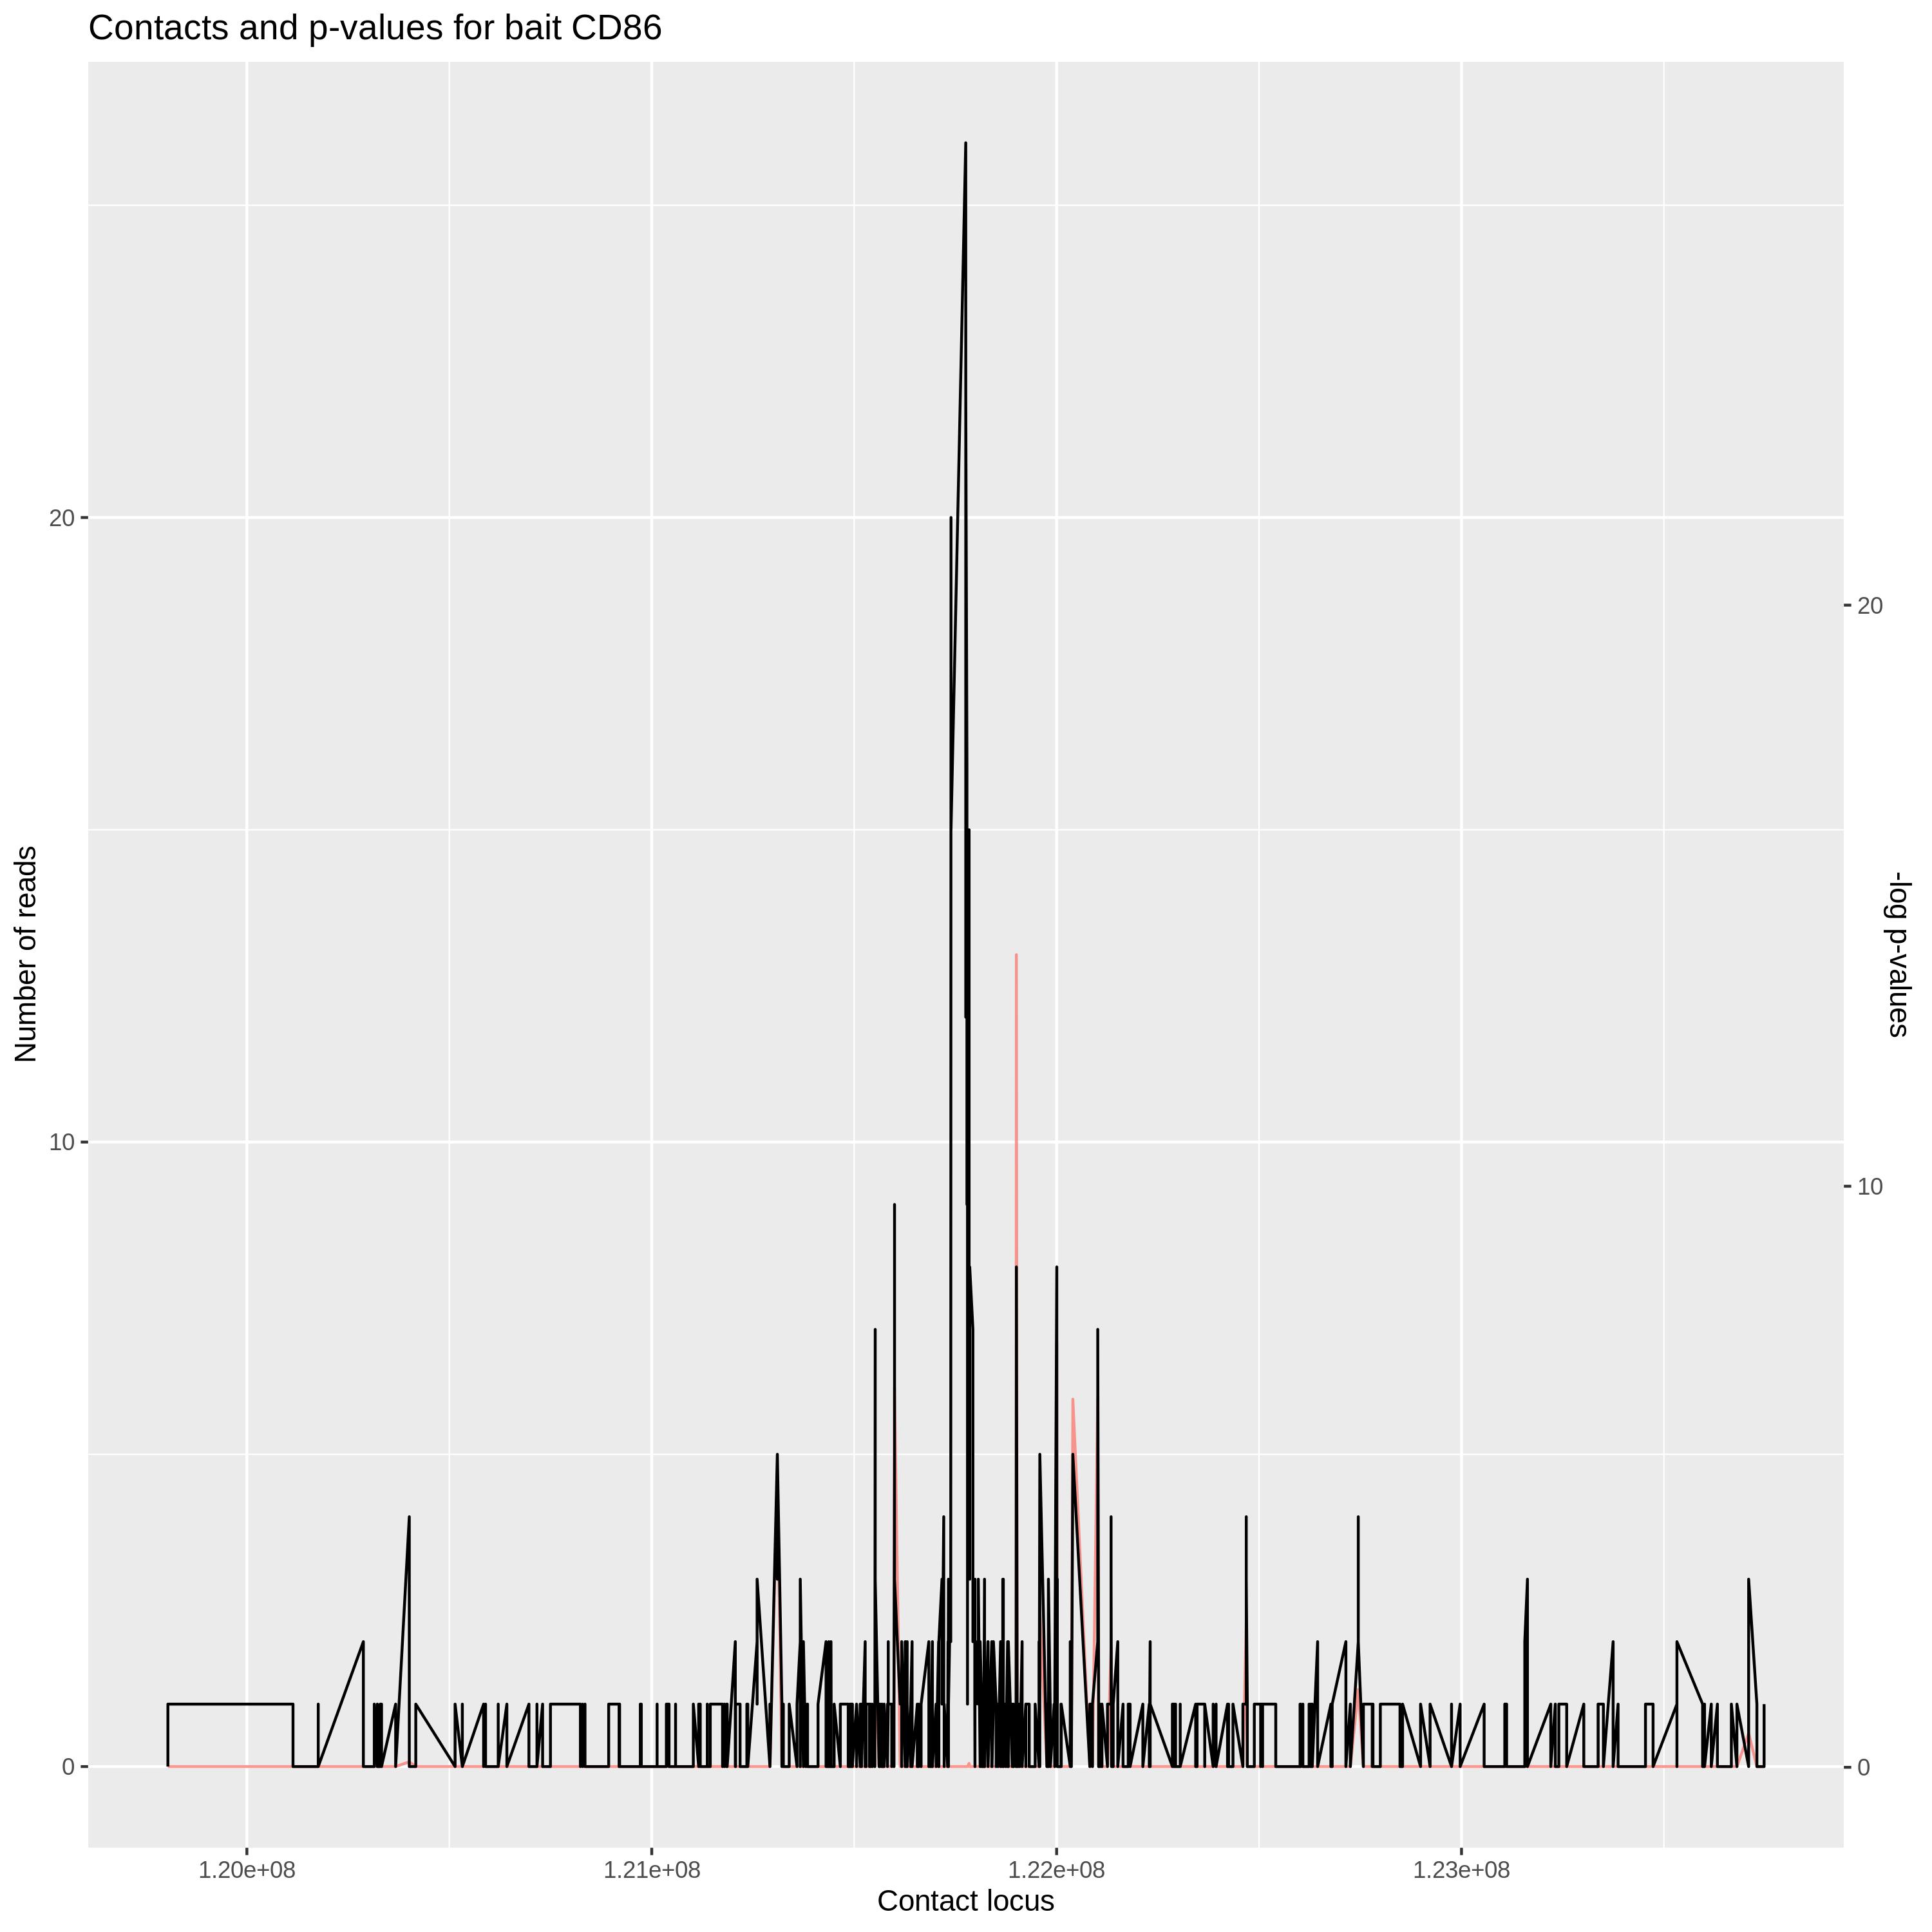 Contacts and p-values for bait CD86
Number of reads
20
10
0
-log p-values
20
10
0
1.20e+08
1.21e+08
1.22e+08
1.23e+08
Contact locus